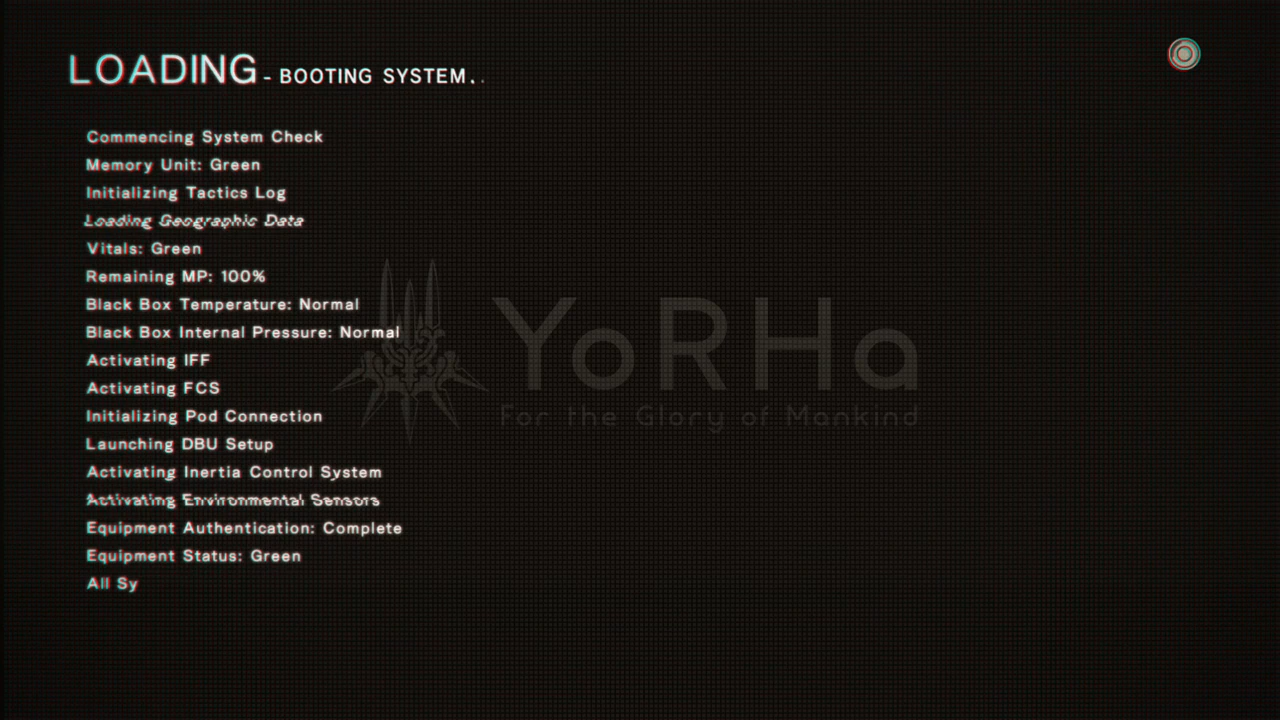 LOADING - BOOTING SYSTEM..
Commencing System Check
Memory Unit: Green
Initializing Tactics Log
Loading Geographic Data
Vitals: Green
Remaining MP: 100%
Black Box Temperature: Normal
Black Box Internal Pressure: Normal
Activating IFF
Activating FCS
Initializing Pod Connection
Launching DBU Setup
Activating Inertia Control System
Activating Environmental Sensors
Equipment Authentication: Complete
Equipment Status: Green
All Sy
YoRHa
For the Glory of Mankind